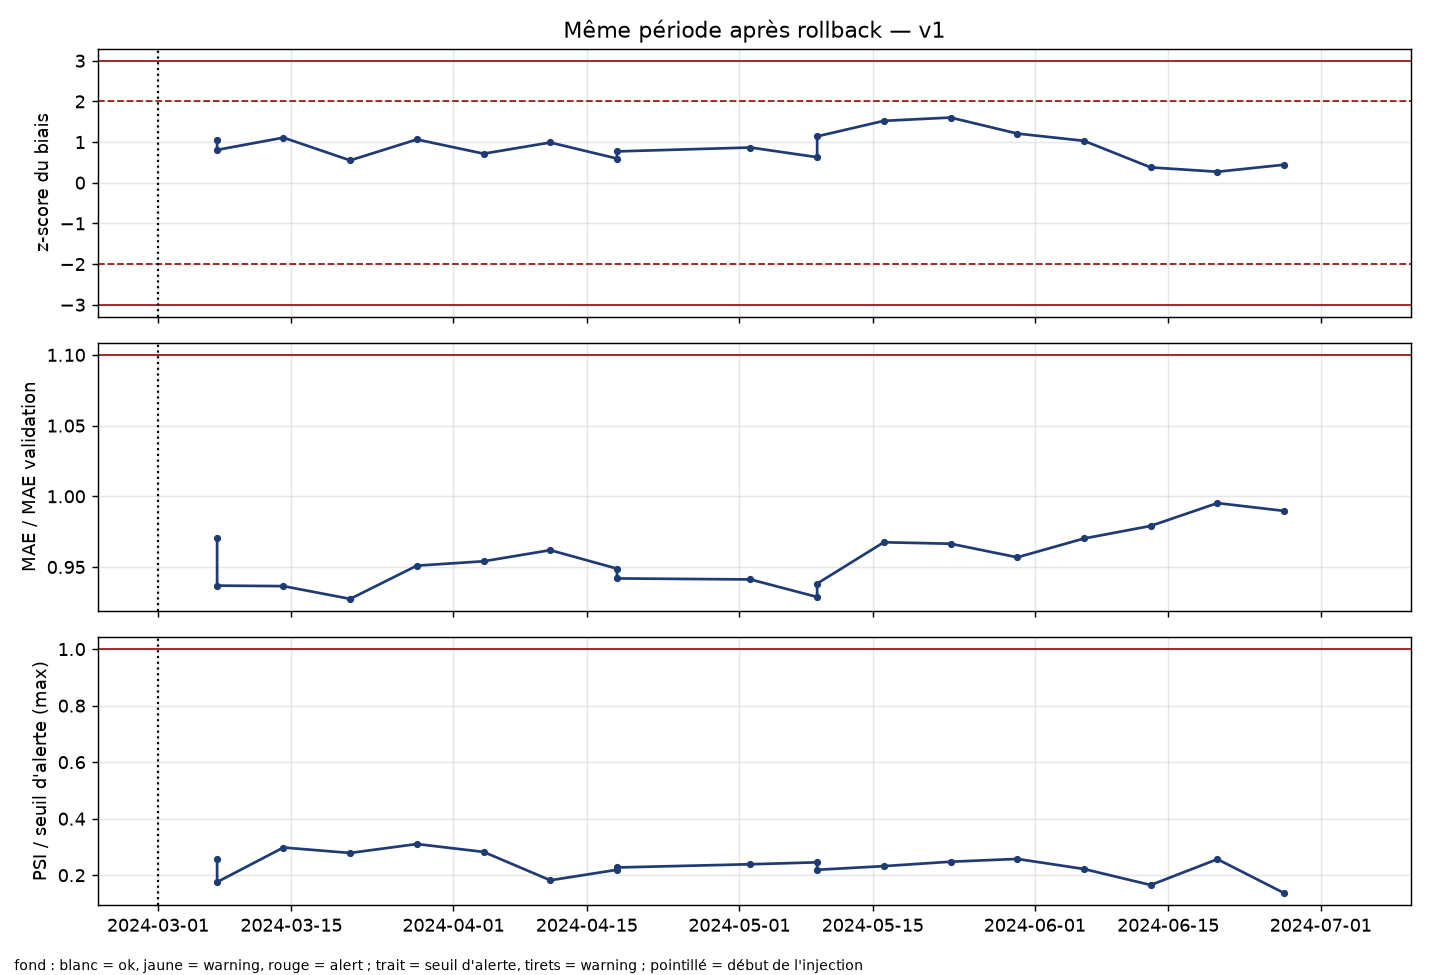 Même période après rollback — v1
z-score du biais
3
2
1
0
−1
−2
−3
MAE / MAE validation
1.10
1.05
1.00
0.95
PSI / seuil d'alerte (max)
1.0
0.8
0.6
0.4
0.2
2024-03-01 2024-03-15 2024-04-01 2024-04-15 2024-05-01 2024-05-15 2024-06-01 2024-06-15 2024-07-01
fond : blanc = ok, jaune = warning, rouge = alert ; trait = seuil d'alerte, tirets = warning ; pointillé = début de l'injection